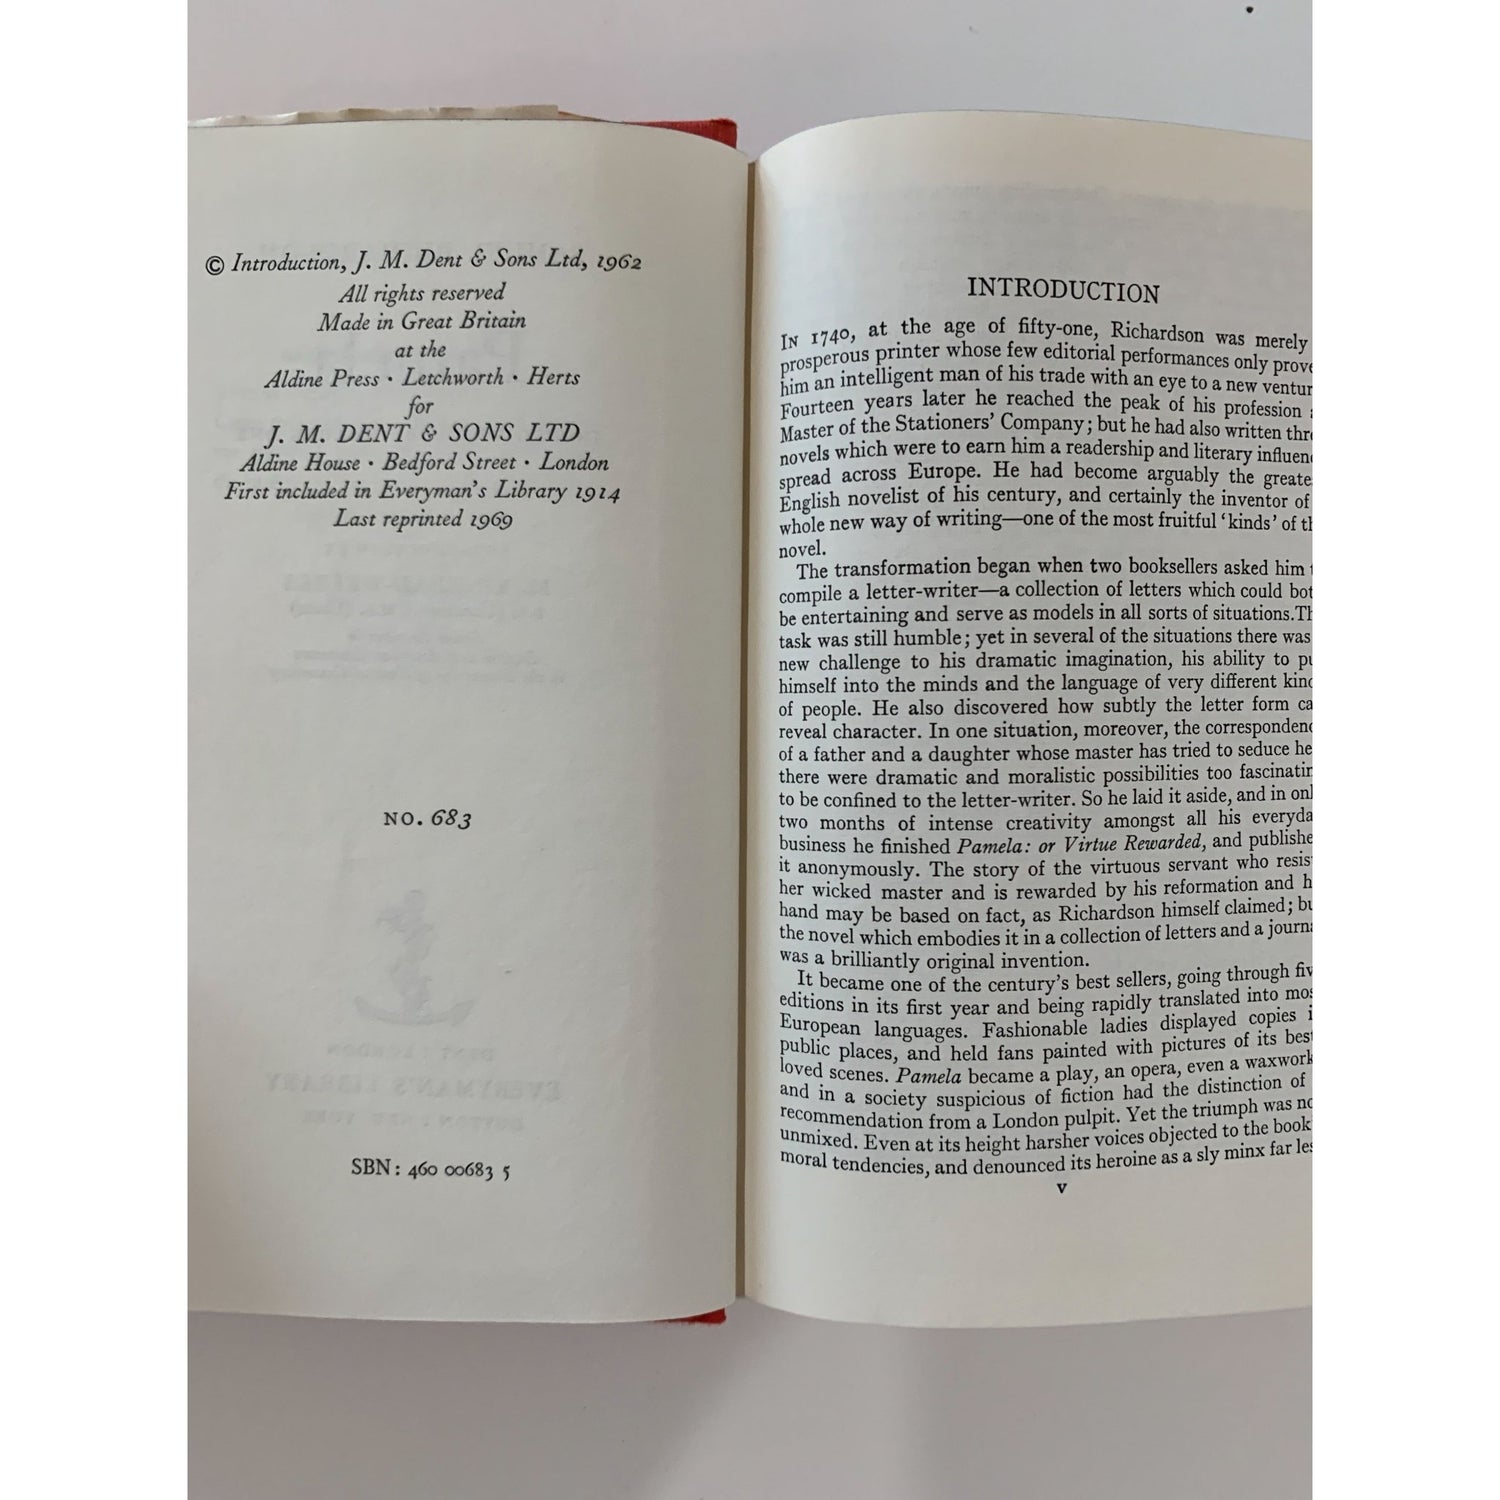 © Introduction, J. M. Dent & Sons Ltd, 1962
All rights reserved
Made in Great Britain
at the
Aldine Press · Letchworth · Herts
for
J. M. DENT & SONS LTD
Aldine House · Bedford Street · London
First included in Everyman's Library 1914
Last reprinted 1969
NO. 683
SBN: 460 00683 5
INTRODUCTION
IN 1740, at the age of fifty-one, Richardson was merely
prosperous printer whose few editorial performances only prove
him an intelligent man of his trade with an eye to a new ventur
Fourteen years later he reached the peak of his profession
Master of the Stationers' Company; but he had also written thr
novels which were to earn him a readership and literary influen
spread across Europe. He had become arguably the greate
English novelist of his century, and certainly the inventor of
whole new way of writing—one of the most fruitful 'kinds' of th
novel.
The transformation began when two booksellers asked him t
compile a letter-writer—a collection of letters which could bot
be entertaining and serve as models in all sorts of situations. Th
task was still humble; yet in several of the situations there was
new challenge to his dramatic imagination, his ability to pu
himself into the minds and the language of very different kind
of people. He also discovered how subtly the letter form ca
reveal character. In one situation, moreover, the correspondenc
of a father and a daughter whose master has tried to seduce he
there were dramatic and moralistic possibilities too fascinatin
to be confined to the letter-writer. So he laid it aside, and in onl
two months of intense creativity amongst all his everyda
business he finished Pamela: or Virtue Rewarded, and publishe
it anonymously. The story of the virtuous servant who resis
her wicked master and is rewarded by his reformation and h
hand may be based on fact, as Richardson himself claimed; bu
the novel which embodies it in a collection of letters and a journa
was a brilliantly original invention.
It became one of the century's best sellers, going through fiv
editions in its first year and being rapidly translated into mos
European languages. Fashionable ladies displayed copies i
public places, and held fans painted with pictures of its best
loved scenes. Pamela became a play, an opera, even a waxwork
and in a society suspicious of fiction had the distinction of
recommendation from a London pulpit. Yet the triumph was no
unmixed. Even at its height harsher voices objected to the book
moral tendencies, and denounced its heroine as a sly minx far les
v